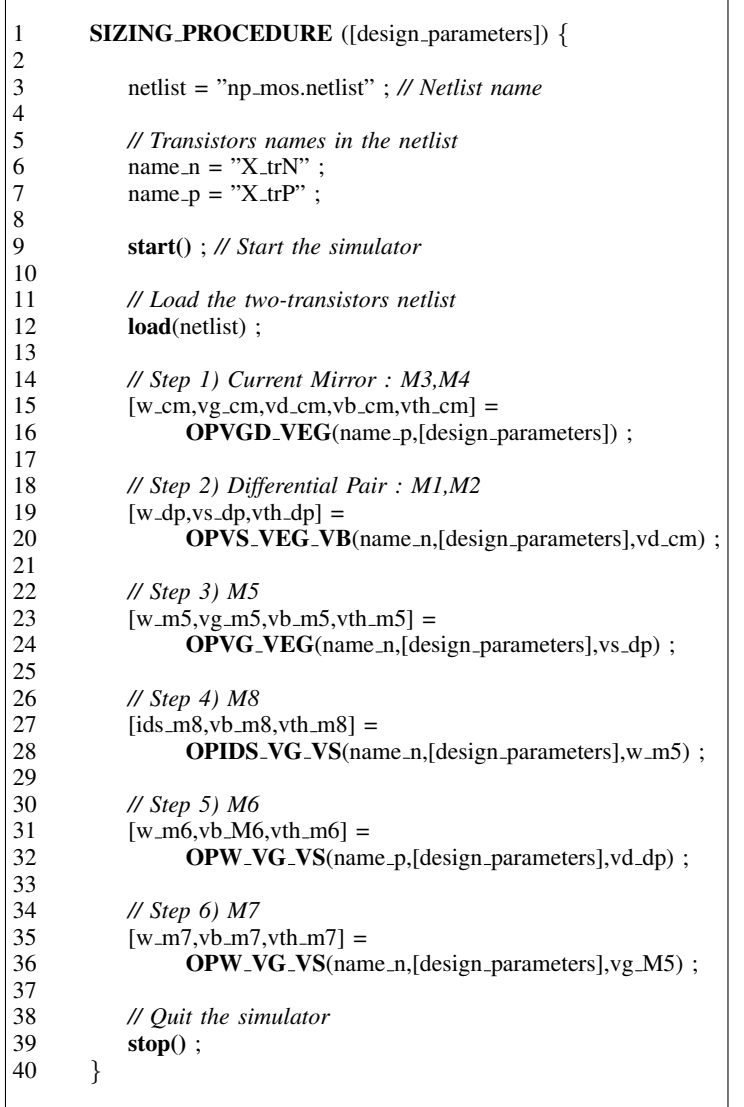 1 SIZING_PROCEDURE ([design_parameters]) {
2
3 netlist = ”np_mos.netlist” ; // Netlist name
4
5 // Transistors names in the netlist
6 name_n = ”X_trN” ;
7 name_p = ”X_trP” ;
8
9 start() ; // Start the simulator
10
11 // Load the two-transistors netlist
12 load(netlist) ;
13
14 // Step 1) Current Mirror : M3,M4
15 [w_cm,vg_cm,vd_cm,vb_cm,vth_cm] =
16 OPVGD_VEG(name_p,[design_parameters]) ;
17
18 // Step 2) Differential Pair : M1,M2
19 [w_dp,vs_dp,vth_dp] =
20 OPVS_VEG_VB(name_n,[design_parameters],vd_cm) ;
21
22 // Step 3) M5
23 [w_m5,vg_m5,vb_m5,vth_m5] =
24 OPVG_VEG(name_n,[design_parameters],vs_dp) ;
25
26 // Step 4) M8
27 [ids_m8,vb_m8,vth_m8] =
28 OPIDS_VG_VS(name_n,[design_parameters],w_m5) ;
29
30 // Step 5) M6
31 [w_m6,vb_M6,vth_m6] =
32 OPW_VG_VS(name_p,[design_parameters],vd_dp) ;
33
34 // Step 6) M7
35 [w_m7,vb_m7,vth_m7] =
36 OPW_VG_VS(name_n,[design_parameters],vg_M5) ;
37
38 // Quit the simulator
39 stop() ;
40 }